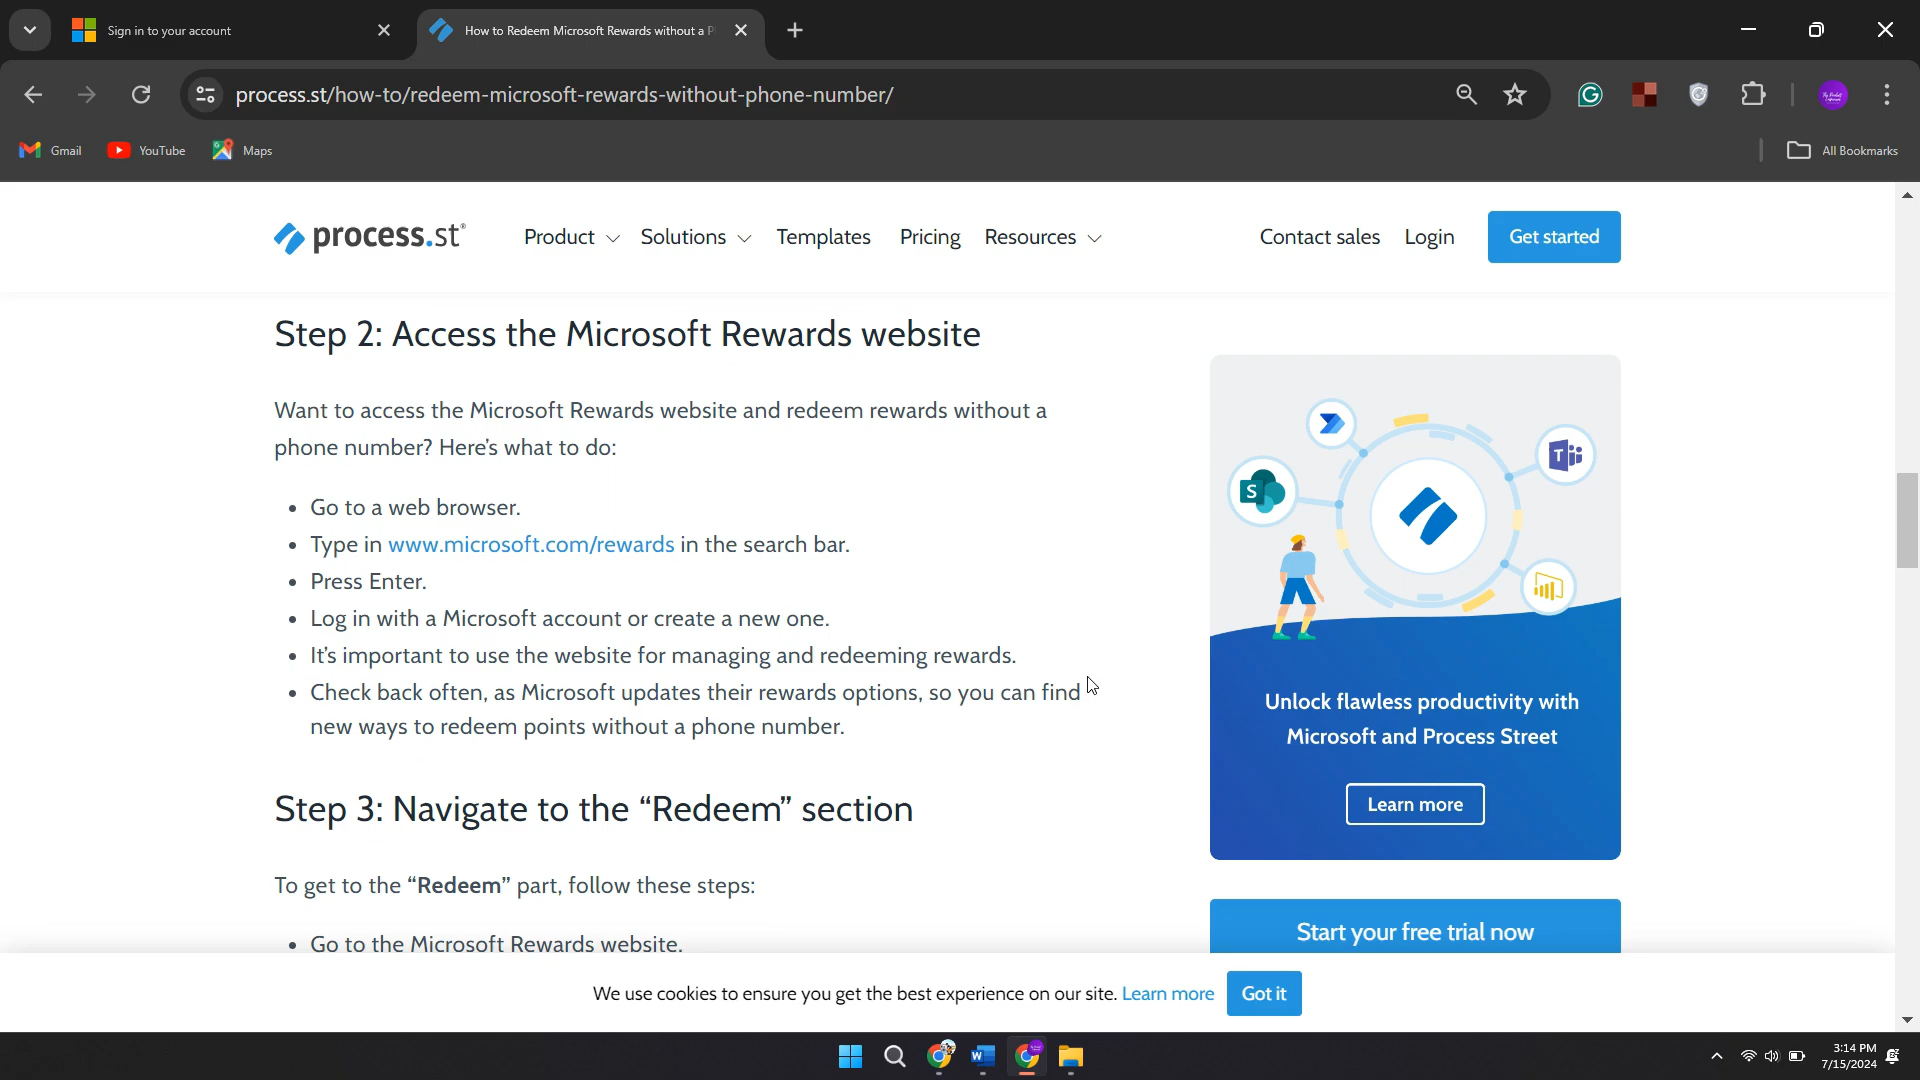 Sign in to your account
How to Redeem Microsoft Rewards without a P
process.st/how-to/redeem-microsoft-rewards-without-phone-number/
Gmail
YouTube
Maps
All Bookmarks
process.st®
Product
Solutions
Templates
Pricing
Resources
Contact sales
Login
Get started
Step 2: Access the Microsoft Rewards website
Want to access the Microsoft Rewards website and redeem rewards without a
phone number? Here’s what to do:
• Go to a web browser.
• Type in www.microsoft.com/rewards in the search bar.
• Press Enter.
• Log in with a Microsoft account or create a new one.
• It’s important to use the website for managing and redeeming rewards.
• Check back often, as Microsoft updates their rewards options, so you can find
new ways to redeem points without a phone number.
Step 3: Navigate to the “Redeem” section
To get to the “Redeem” part, follow these steps:
• Go to the Microsoft Rewards website.
S
T
Unlock flawless productivity with
Microsoft and Process Street
Learn more
Start your free trial now
We use cookies to ensure you get the best experience on our site. Learn more
Got it
W
3:14 PM
7/15/2024